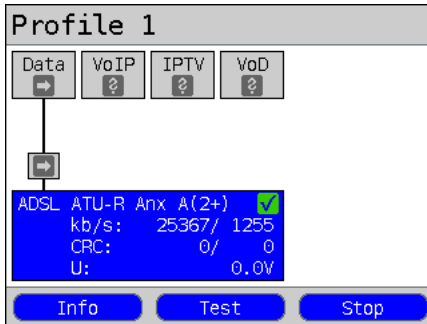 Profile 1
Data VoIP IPTV VoD
? ? ?
ADSL ATU-R Anx A(2+)
kb/s: 25367/ 1255
CRC: 0/ 0
U: 0.0V
Info Test Stop